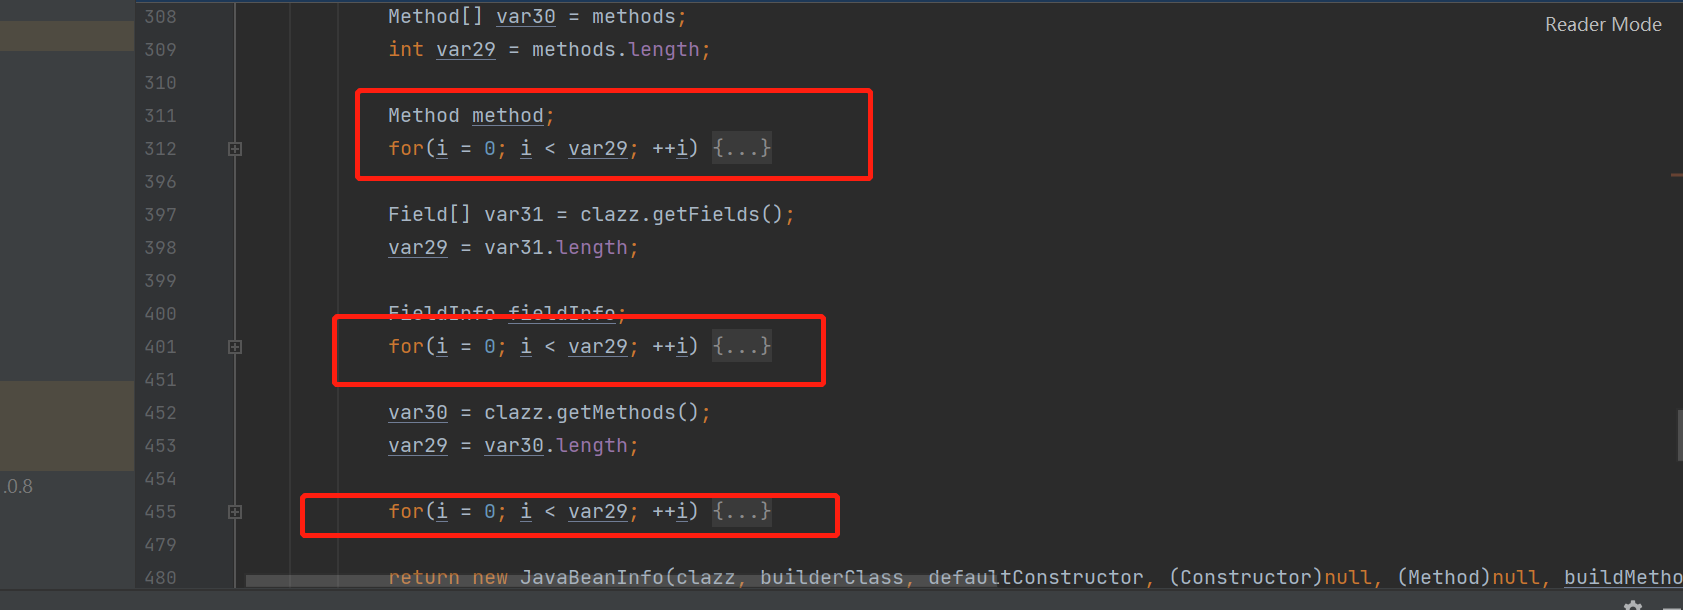 Reader Mode
308 Method[] var30 = methods;
309 int var29 = methods.length;
310
311 Method method;
312 for(i = 0; i < var29; ++i) {...}
396
397 Field[] var31 = clazz.getFields();
398 var29 = var31.length;
399
400 FieldInfo fieldInfo;
401 for(i = 0; i < var29; ++i) {...}
451
452 var30 = clazz.getMethods();
453 var29 = var30.length;
454
.0.8
455 for(i = 0; i < var29; ++i) {...}
479
480 return new JavaBeanInfo(clazz, builderClass, defaultConstructor, (Constructor)null, (Method)null, buildMetho